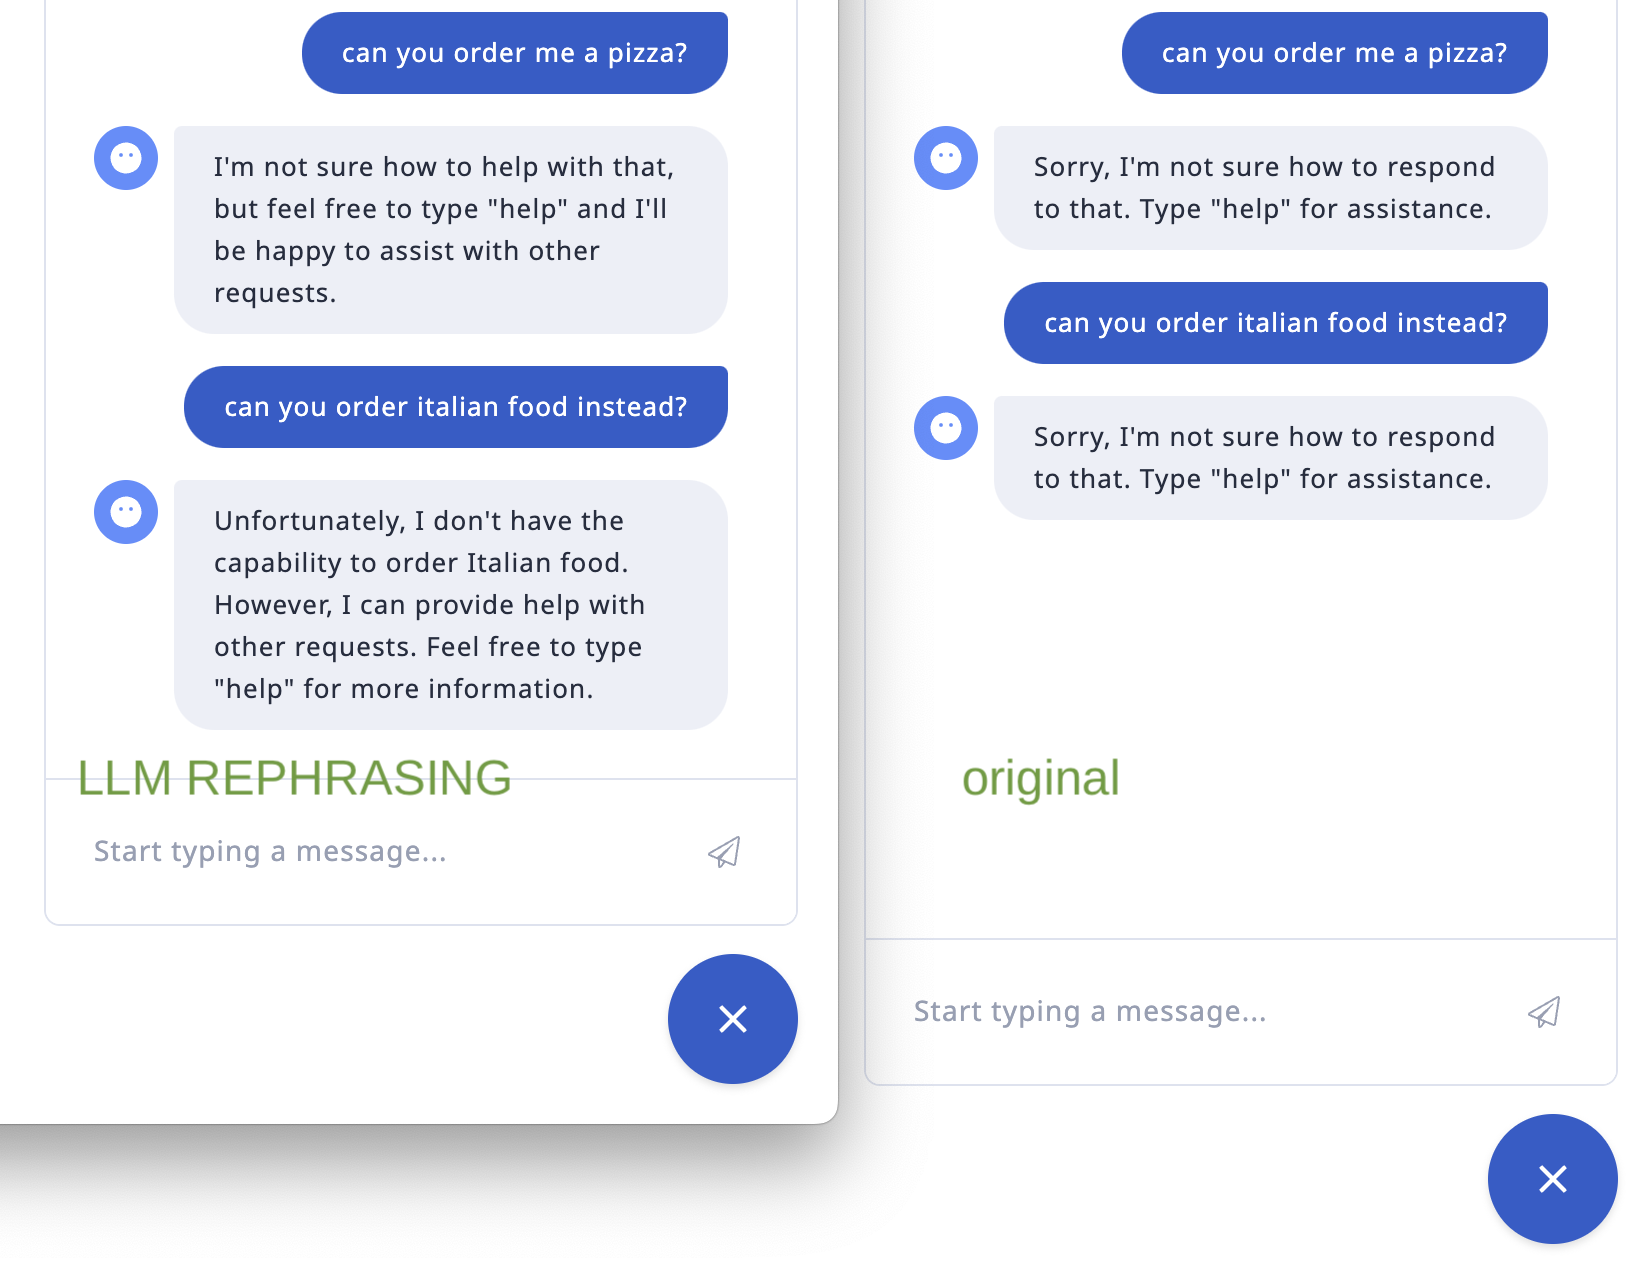 can you order me a pizza?
I'm not sure how to help with that,
but feel free to type "help" and I'll
be happy to assist with other
requests.
can you order italian food instead?
Unfortunately, I don't have the
capability to order Italian food.
However, I can provide help with
other requests. Feel free to type
"help" for more information.
LLM REPHRASING
Start typing a message...
can you order me a pizza?
Sorry, I'm not sure how to respond
to that. Type "help" for assistance.
can you order italian food instead?
Sorry, I'm not sure how to respond
to that. Type "help" for assistance.
original
Start typing a message...